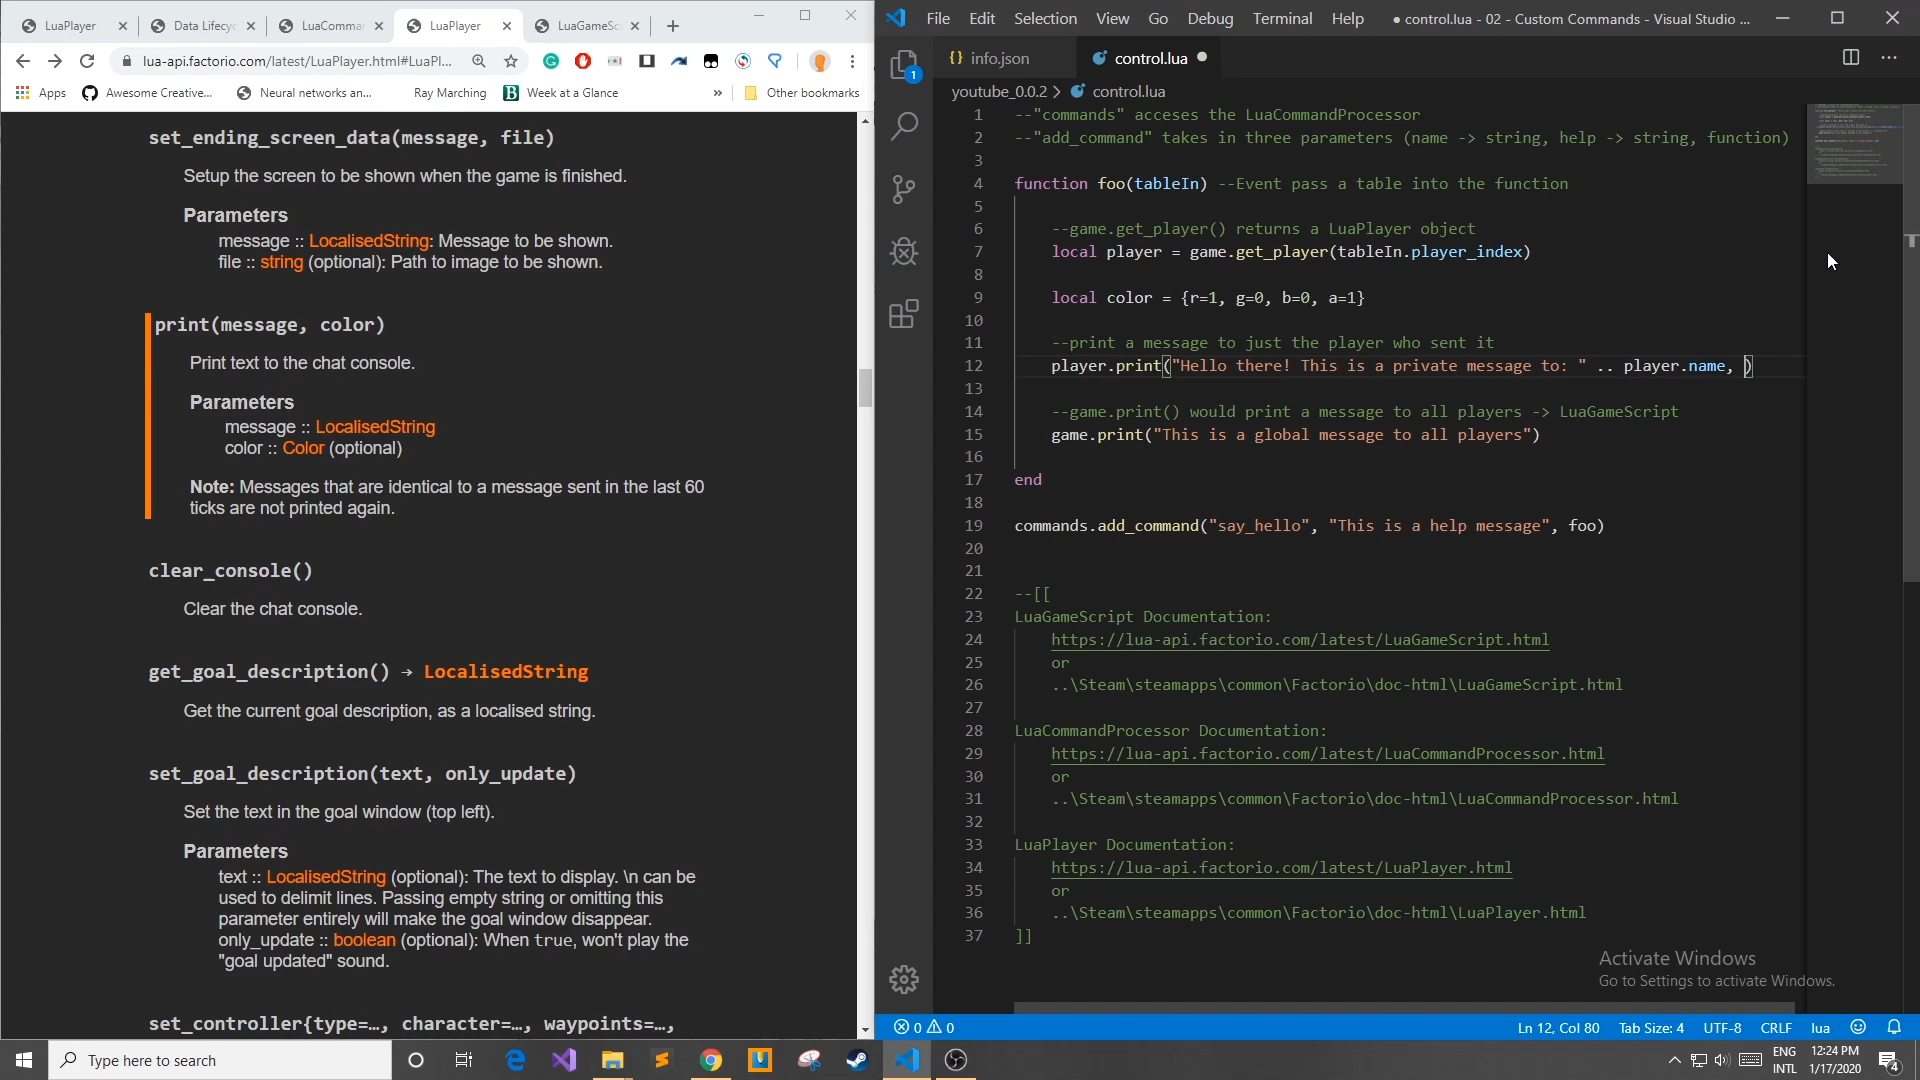 LuaPlayer
Data Lifecyc
LuaComman
LuaPlayer
LuaGameSc
lua-api.factorio.com/latest/LuaPlayer.html#LuaPl...
Apps
Awesome Creative...
Neural networks an...
Ray Marching
Week at a Glance
»
Other bookmarks
set_ending_screen_data(message, file)
Setup the screen to be shown when the game is finished.
Parameters
message :: LocalisedString: Message to be shown.
file :: string (optional): Path to image to be shown.
print(message, color)
Print text to the chat console.
Parameters
message :: LocalisedString
color :: Color (optional)
Note: Messages that are identical to a message sent in the last 60
ticks are not printed again.
clear_console()
Clear the chat console.
get_goal_description() → LocalisedString
Get the current goal description, as a localised string.
set_goal_description(text, only_update)
Set the text in the goal window (top left).
Parameters
text :: LocalisedString (optional): The text to display. \n can be
used to delimit lines. Passing empty string or omitting this
parameter entirely will make the goal window disappear.
only_update :: boolean (optional): When true, won't play the
"goal updated" sound.
set_controller{type=…, character=…, waypoints=…,
File Edit Selection View Go Debug Terminal Help ● control.lua - 02 - Custom Commands - Visual Studio ...
{} info.json
control.lua ●
youtube_0.0.2 > control.lua
1 --"commands" acceses the LuaCommandProcessor
2 --"add_command" takes in three parameters (name -> string, help -> string, function)
3
4 function foo(tableIn) --Event pass a table into the function
5
6 --game.get_player() returns a LuaPlayer object
7 local player = game.get_player(tableIn.player_index)
8
9 local color = {r=1, g=0, b=0, a=1}
10
11 --print a message to just the player who sent it
12 player.print("Hello there! This is a private message to: " .. player.name, )
13
14 --game.print() would print a message to all players -> LuaGameScript
15 game.print("This is a global message to all players")
16
17 end
18
19 commands.add_command("say_hello", "This is a help message", foo)
20
21
22 --[[
23 LuaGameScript Documentation:
24 https://lua-api.factorio.com/latest/LuaGameScript.html
25 or
26 ..\Steam\steamapps\common\Factorio\doc-html\LuaGameScript.html
27
28 LuaCommandProcessor Documentation:
29 https://lua-api.factorio.com/latest/LuaCommandProcessor.html
30 or
31 ..\Steam\steamapps\common\Factorio\doc-html\LuaCommandProcessor.html
32
33 LuaPlayer Documentation:
34 https://lua-api.factorio.com/latest/LuaPlayer.html
35 or
36 ..\Steam\steamapps\common\Factorio\doc-html\LuaPlayer.html
37 ]]
Activate Windows
Go to Settings to activate Windows.
0 0
Ln 12, Col 80 Tab Size: 4 UTF-8 CRLF lua
Type here to search
ENG
INTL
12:24 PM
1/17/2020
4